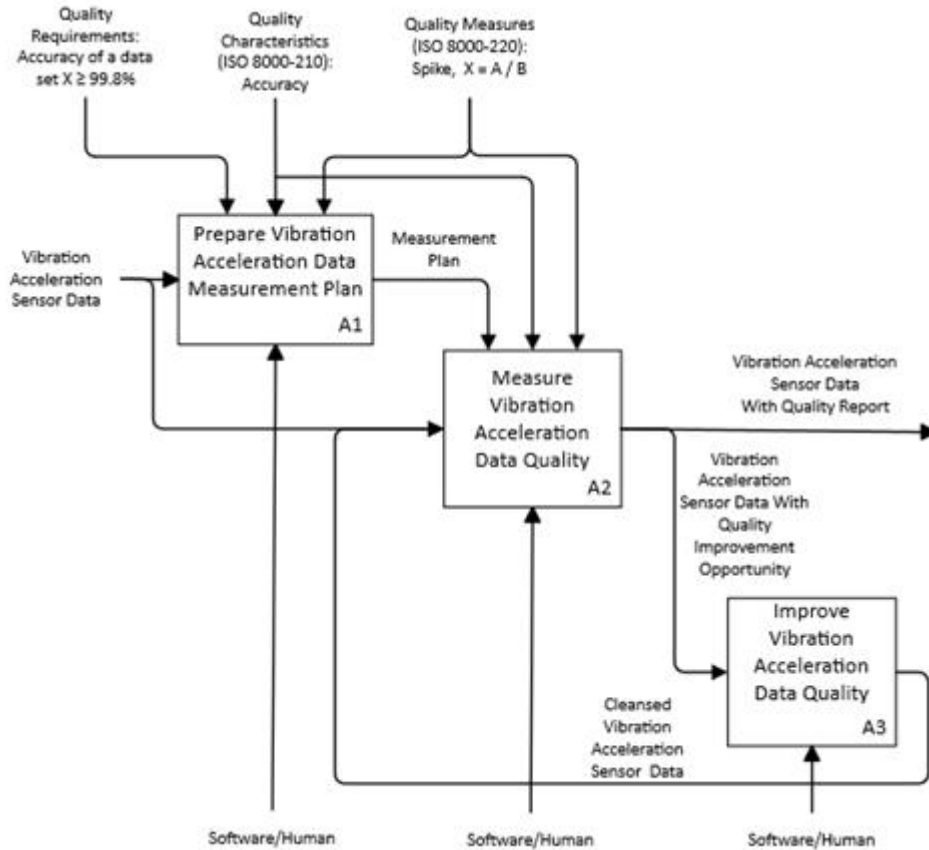 Quality
Requirements:
Accuracy of a data
set X ≥ 99.8%
Quality
Characteristics
(ISO 8000-210):
Accuracy
Quality Measures
(ISO 8000-220):
Spike, X = A / B
Vibration
Acceleration
Sensor Data
Prepare Vibration
Acceleration Data
Measurement Plan
A1
Measurement
Plan
Measure
Vibration
Acceleration
Data Quality
A2
Vibration Acceleration
Sensor Data
With Quality Report
Vibration
Acceleration
Sensor Data With
Quality
Improvement
Opportunity
Improve
Vibration
Acceleration
Data Quality
A3
Cleansed
Vibration
Acceleration
Sensor Data
Software/Human
Software/Human
Software/Human